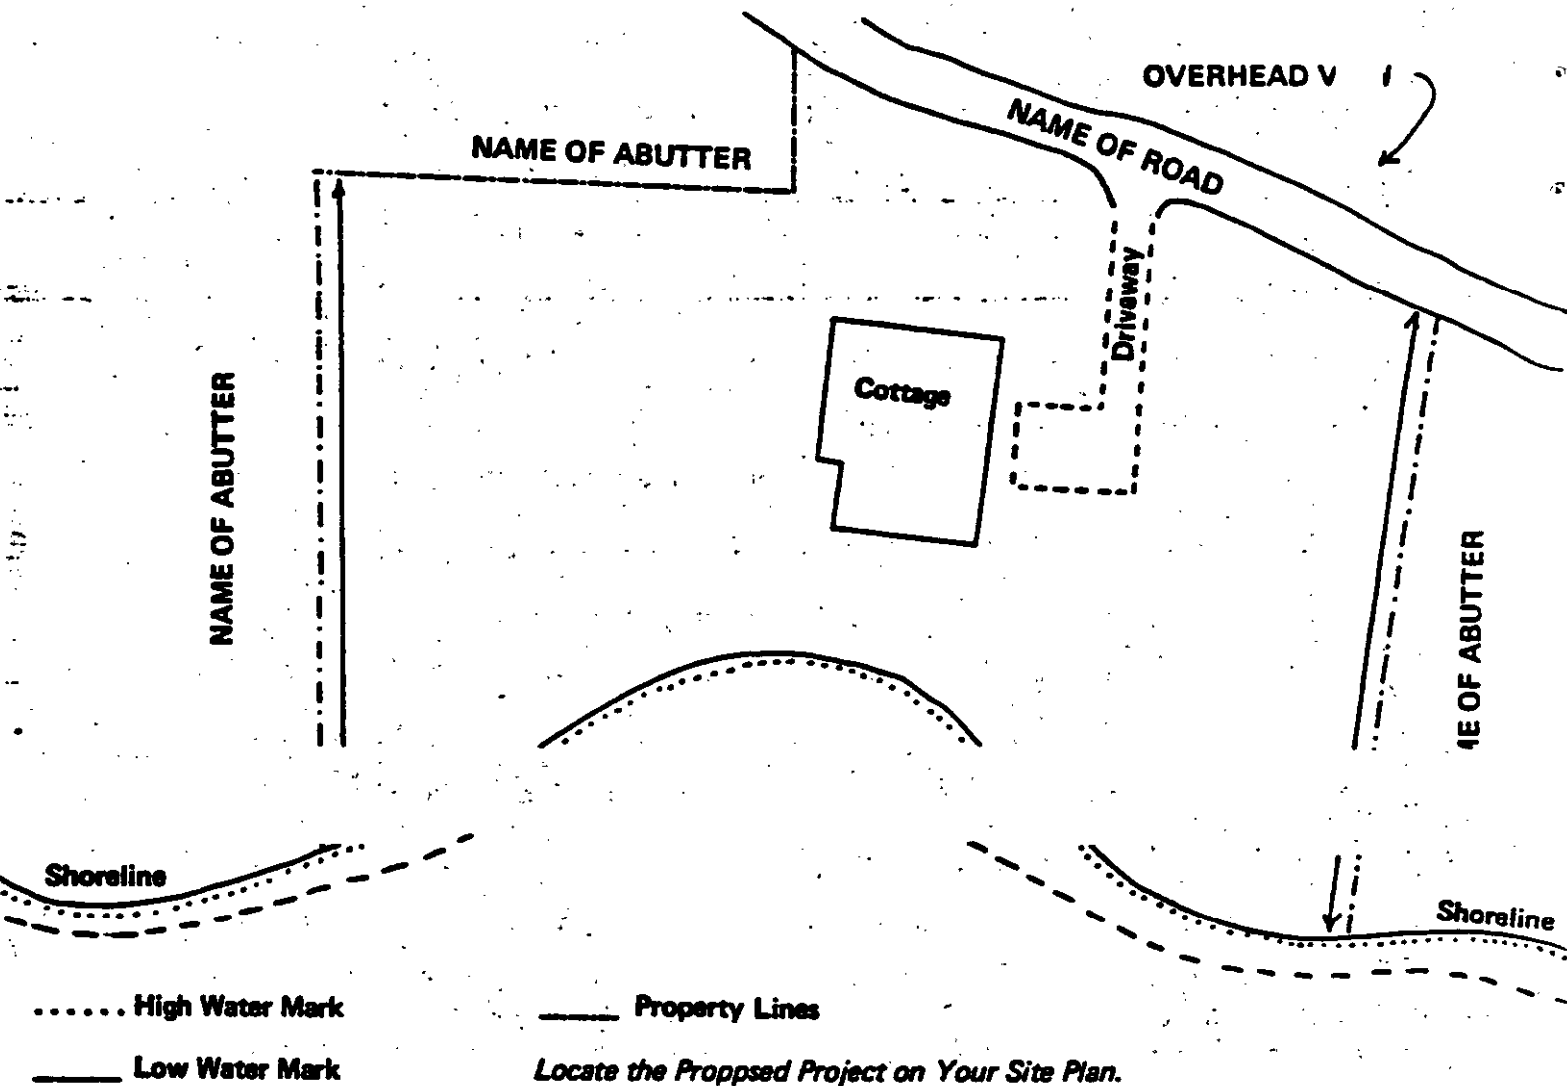 OVERHEAD V
NAME OF ROAD
NAME OF ABUTTER
Driveway
Cottage
NAME OF ABUTTER
OF ABUTTER
Shoreline
Shoreline
High Water Mark
Property Lines
Low Water Mark
Locate the Proppsed Project on Your Site Plan.